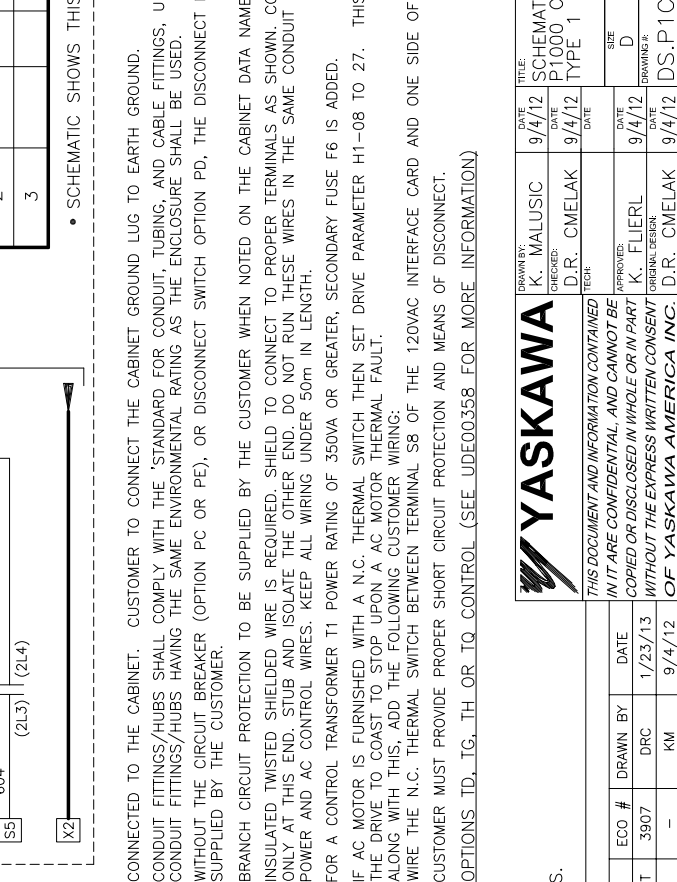 2
3
• SCHEMATIC SHOWS THIS
604
S5
(2L3)
(2L4)
X2
CONNECTED TO THE CABINET. CUSTOMER TO CONNECT THE CABINET GROUND LUG TO EARTH GROUND.
CONDUIT FITTINGS/HUBS SHALL COMPLY WITH THE 'STANDARD FOR CONDUIT, TUBING, AND CABLE FITTINGS, U
CONDUIT FITTINGS/HUBS HAVING THE SAME ENVIRONMENTAL RATING AS THE ENCLOSURE SHALL BE USED.
WITHOUT THE CIRCUIT BREAKER (OPTION PC OR PE), OR DISCONNECT SWITCH OPTION PD, THE DISCONNECT
SUPPLIED BY THE CUSTOMER.
BRANCH CIRCUIT PROTECTION TO BE SUPPLIED BY THE CUSTOMER WHEN NOTED ON THE CABINET DATA NAME
INSULATED TWISTED SHIELDED WIRE IS REQUIRED. SHIELD TO CONNECT TO PROPER TERMINALS AS SHOWN. CO
ONLY AT THIS END. STUB AND ISOLATE THE OTHER END. DO NOT RUN THESE WIRES IN THE SAME CONDUIT
POWER AND AC CONTROL WIRES. KEEP ALL WIRING UNDER 50m IN LENGTH.
FOR A CONTROL TRANSFORMER T1 POWER RATING OF 350VA OR GREATER, SECONDARY FUSE F6 IS ADDED.
IF AC MOTOR IS FURNISHED WITH A N.C. THERMAL SWITCH THEN SET DRIVE PARAMETER H1-08 TO 27. THIS
THE DRIVE TO COAST TO STOP UPON A AC MOTOR THERMAL FAULT.
ALONG WITH THIS, ADD THE FOLLOWING CUSTOMER WIRING:
WIRE THE N.C. THERMAL SWITCH BETWEEN TERMINAL S8 OF THE 120VAC INTERFACE CARD AND ONE SIDE OF
CUSTOMER MUST PROVIDE PROPER SHORT CIRCUIT PROTECTION AND MEANS OF DISCONNECT.
OPTIONS TD, TG, TH OR TQ CONTROL (SEE UDE00358 FOR MORE INFORMATION)
S.
T
ECO # DRAWN BY DATE
3907 DRC 1/23/13
- KM 9/4/12
YASKAWA
THIS DOCUMENT AND INFORMATION CONTAINED
IN IT ARE CONFIDENTIAL, AND CANNOT BE
COPIED OR DISCLOSED IN WHOLE OR IN PART
WITHOUT THE EXPRESS WRITTEN CONSENT
OF YASKAWA AMERICA INC.
DRAWN BY: DATE
K. MALUSIC 9/4/12
CHECKED: DATE
D.R. CMELAK 9/4/12
TECH: DATE
APPROVED: DATE
K. FLIERL 9/4/12
ORIGINAL DESIGN: DATE
D.R. CMELAK 9/4/12
TITLE:
SCHEMAT
P1000 C
TYPE 1
SIZE
D
DRAWING #:
DS.P1C